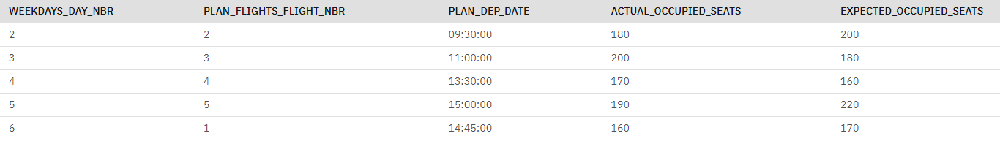 WEEKDAYS_DAY_NBR PLAN_FLIGHTS_FLIGHT_NBR PLAN_DEP_DATE ACTUAL_OCCUPIED_SEATS EXPECTED_OCCUPIED_SEATS
2 2 09:30:00 180 200
3 3 11:00:00 200 180
4 4 13:30:00 170 160
5 5 15:00:00 190 220
6 1 14:45:00 160 170